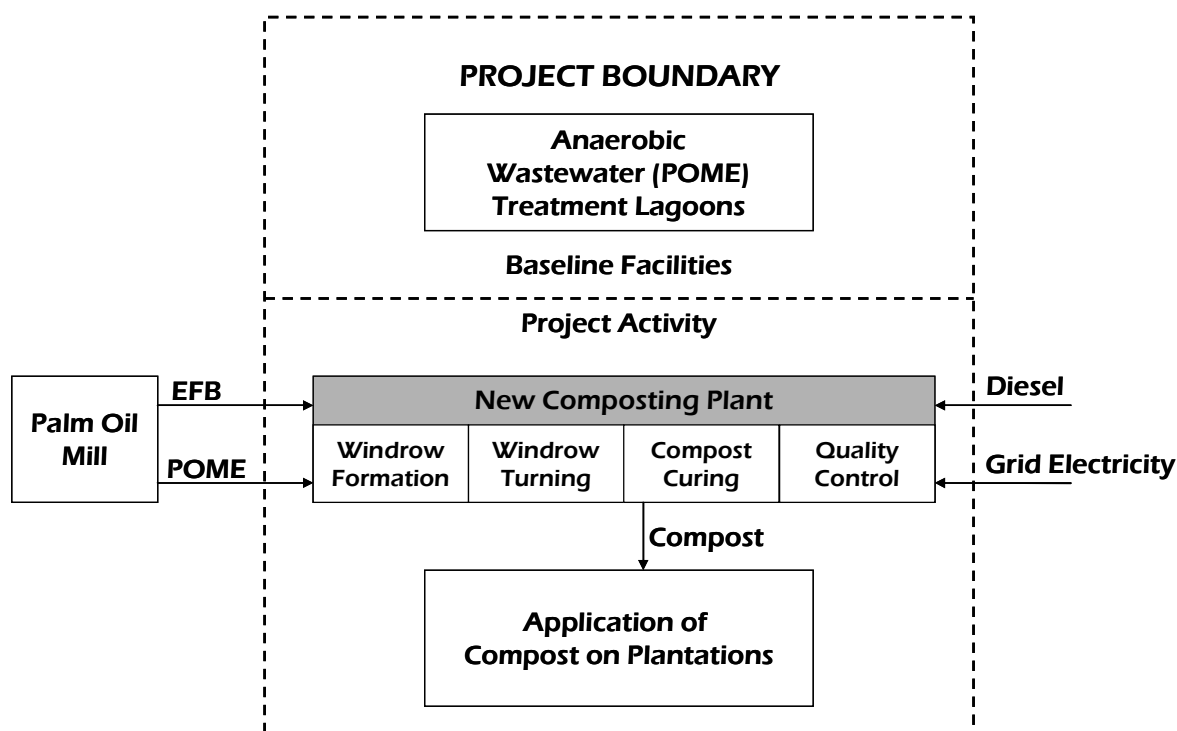 PROJECT BOUNDARY
Anaerobic
Wastewater (POME)
Treatment Lagoons
Baseline Facilities
Project Activity
Palm Oil
Mill
EFB
POME
New Composting Plant
Windrow
Formation
Windrow
Turning
Compost
Curing
Quality
Control
Diesel
Grid Electricity
Compost
Application of
Compost on Plantations